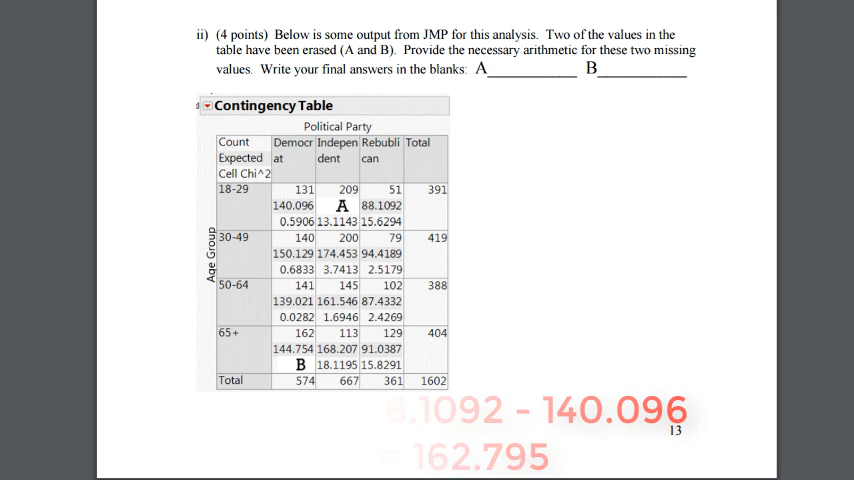 ii) (4 points) Below is some output from JMP for this analysis. Two of the values in the
table have been erased (A and B). Provide the necessary arithmetic for these two missing
values. Write your final answers in the blanks: A__________ B__________
Contingency Table
Political Party
Count Democr Indepen Republi Total
Expected at dent can
Cell Chi^2
18-29 131 209 51 391
140.096 A 88.1092
0.5906 13.1143 15.6294
Age Group
30-49 140 200 79 419
150.129 174.453 94.4189
0.6833 3.7413 2.5179
50-64 141 145 102 388
139.021 161.546 87.4332
0.0282 1.6946 2.4269
65+ 162 113 129 404
144.754 168.207 91.0387
B 18.1195 15.8291
Total 574 667 361 1602
8.1092 - 140.096
13
= 162.795